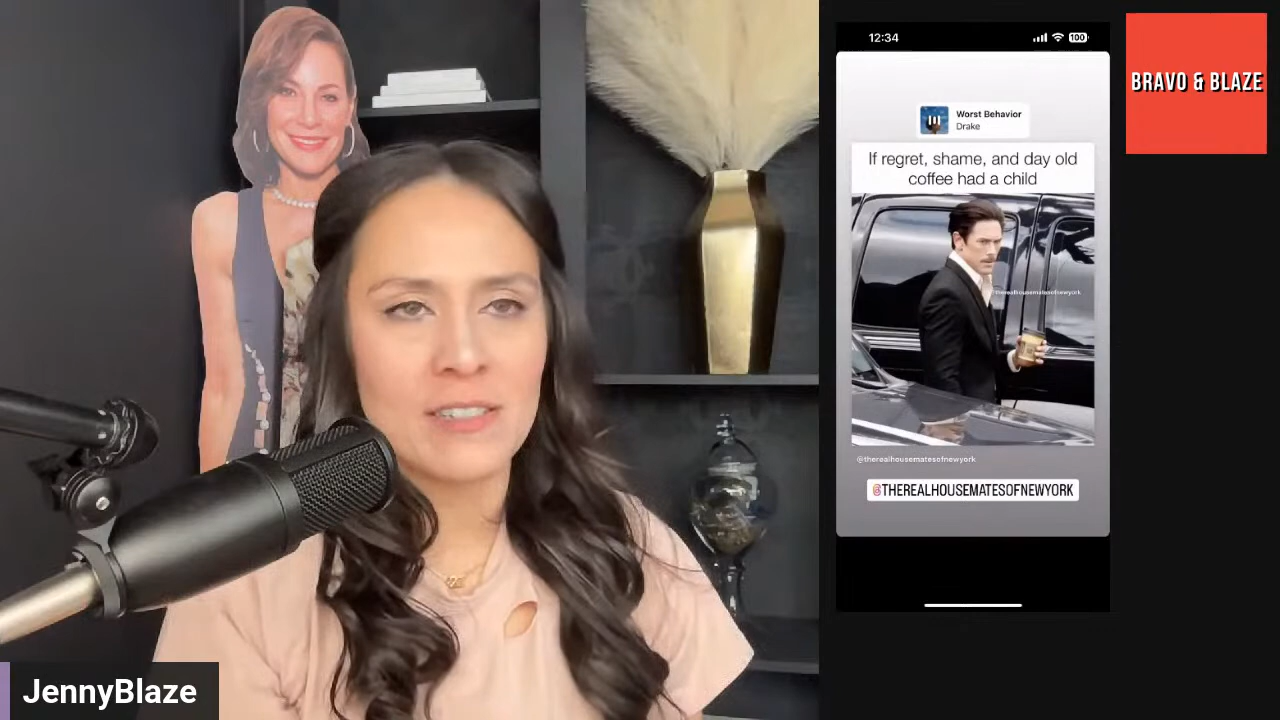 12:34
100
Worst Behavior
Drake
If regret, shame, and day old
coffee had a child
@therealhousematesofnewyork
@therealhousematesofnewyork
@THEREALHOUSEMATESOFNEWYORK
BRAVO & BLAZE
JennyBlaze